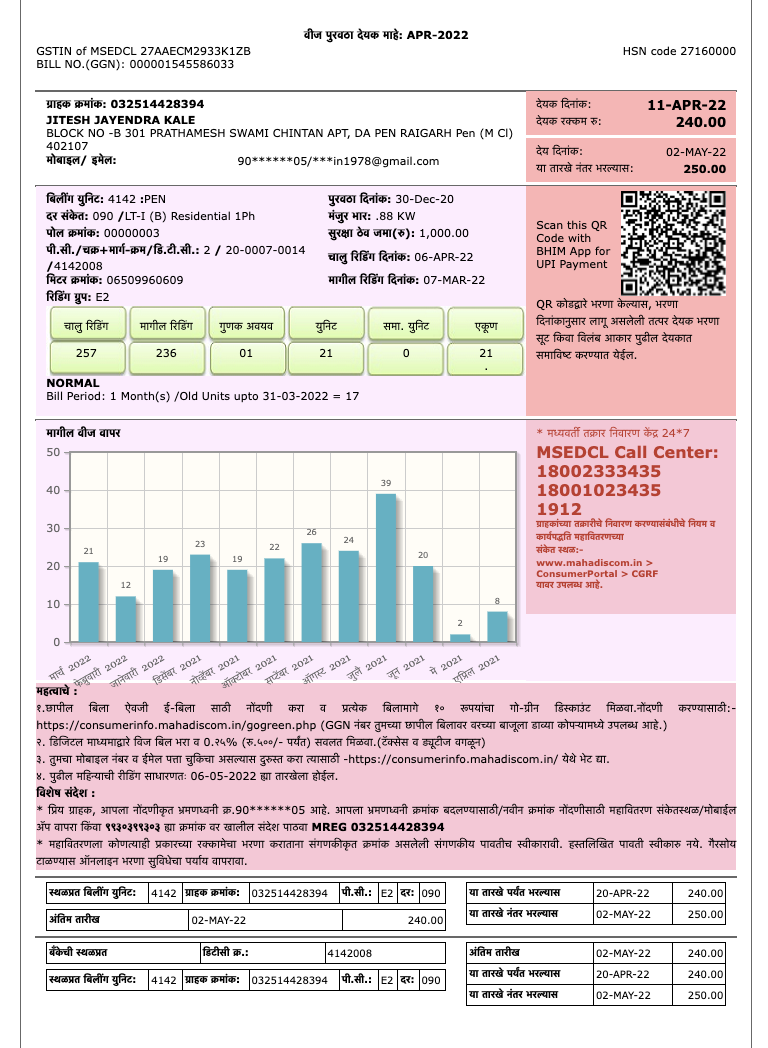 वीज पुरवठा देयक माहे: APR-2022
GSTIN of MSEDCL 27AAECM2933K1ZB
HSN code 27160000
BILL NO.(GGN): 000001545586033
ग्राहक क्रमांक: 032514428394
JITESH JAYENDRA KALE
BLOCK NO -B 301 PRATHAMESH SWAMI CHINTAN APT, DA PEN RAIGARH Pen (M Cl)
402107
मोबाइल/ इमेल: 90******05/***in1978@gmail.com
देयक दिनांक: 11-APR-22
देयक रक्कम रु: 240.00
देय दिनांक: 02-MAY-22
या तारखे नंतर भरल्यास: 250.00
बिलींग युनिट: 4142 :PEN
दर संकेत: 090 /LT-I (B) Residential 1Ph
पोल क्रमांक: 00000003
पी.सी./चक्र+मार्ग-क्रम/डि.टी.सी.: 2 / 20-0007-0014
/4142008
मिटर क्रमांक: 06509960609
रिडिंग ग्रुप: E2
पुरवठा दिनांक: 30-Dec-20
मंजुर भार: .88 KW
सुरक्षा ठेव जमा(रु): 1,000.00
चालु रिडिंग दिनांक: 06-APR-22
मागील रिडिंग दिनांक: 07-MAR-22
Scan this QR
Code with
BHIM App for
UPI Payment
QR कोडद्वारे भरणा केल्यास, भरणा
दिनांकानुसार लागू असलेली तत्पर देयक भरणा
सूट किंवा विलंब आकार पुढील देयकात
समाविष्ट करण्यात येईल.
चालु रिडिंग मागील रिडिंग गुणक अवयव युनिट समा. युनिट एकूण
257 236 01 21 0 21
.
NORMAL
Bill Period: 1 Month(s) /Old Units upto 31-03-2022 = 17
मागील वीज वापर
50
40
30
20
10
0
21 12 19 23 19 22 26 24 39 20 2 8
मार्च 2022 फेब्रुवारी 2022 जानेवारी 2022 डिसेंबर 2021 नोव्हेंबर 2021 ऑक्टोबर 2021 सप्टेंबर 2021 ऑगस्ट 2021 जुलै 2021 जून 2021 मे 2021 एप्रिल 2021
* मध्यवर्ती तक्रार निवारण केंद्र 24*7
MSEDCL Call Center:
18002333435
18001023435
1912
ग्राहकांच्या तक्रारीचे निवारण करण्यासंबंधीचे नियम व
कार्यपद्धति महावितरणच्या
संकेत स्थळ:-
www.mahadiscom.in >
ConsumerPortal > CGRF
यावर उपलब्ध आहे.
महत्वाचे :
१.छापील बिला ऐवजी ई-बिला साठी नोंदणी करा व प्रत्येक बिलामागे १० रूपयांचा गो-ग्रीन डिस्काउंट मिळवा.नोंदणी करण्यासाठी:-
https://consumerinfo.mahadiscom.in/gogreen.php (GGN नंबर तुमच्या छापील बिलावर वरच्या बाजूला डाव्या कोपऱ्यामध्ये उपलब्ध आहे.)
२. डिजिटल माध्यमाद्वारे विज बिल भरा व 0.२५% (रु.५००/- पर्यंत) सवलत मिळवा.(टॅक्सेस व ड्यूटीज वगळून)
३. तुमचा मोबाइल नंबर व ईमेल पत्ता चुकिचा असल्यास दुरुस्त करा त्यासाठी -https://consumerinfo.mahadiscom.in/ येथे भेट द्या.
४. पुढील महिन्याची रीडिंग साधारणतः 06-05-2022 ह्या तारखेला होईल.
विशेष संदेश :
* प्रिय ग्राहक, आपला नोंदणीकृत भ्रमणध्वनी क्र.90******05 आहे. आपला भ्रमणध्वनी क्रमांक बदलण्यासाठी/नवीन क्रमांक नोंदणीसाठी महावितरण संकेतस्थळ/मोबाईल
ॲप वापरा किंवा ९९३०३९९३०३ ह्या क्रमांक वर खालील संदेश पाठवा MREG 032514428394
* महावितरणला कोणत्याही प्रकारच्या रक्कामेचा भरणा कराताना संगणकीकृत क्रमांक असलेली संगणकीय पावतीच स्वीकारावी. हस्तलिखित पावती स्वीकारु नये. गैरसोय
टाळण्यास ऑनलाइन भरणा सुविधेचा पर्याय वापरावा.
स्थळप्रत बिलींग युनिट: 4142 ग्राहक क्रमांक: 032514428394 पी.सी.: E2 दर: 090
अंतिम तारीख 02-MAY-22 240.00
या तारखे पर्यंत भरल्यास 20-APR-22 240.00
या तारखे नंतर भरल्यास 02-MAY-22 250.00
बँकेची स्थळप्रत डिटीसी क्र.: 4142008
स्थळप्रत बिलींग युनिट: 4142 ग्राहक क्रमांक: 032514428394 पी.सी.: E2 दर: 090
अंतिम तारीख 02-MAY-22 240.00
या तारखे पर्यंत भरल्यास 20-APR-22 240.00
या तारखे नंतर भरल्यास 02-MAY-22 250.00